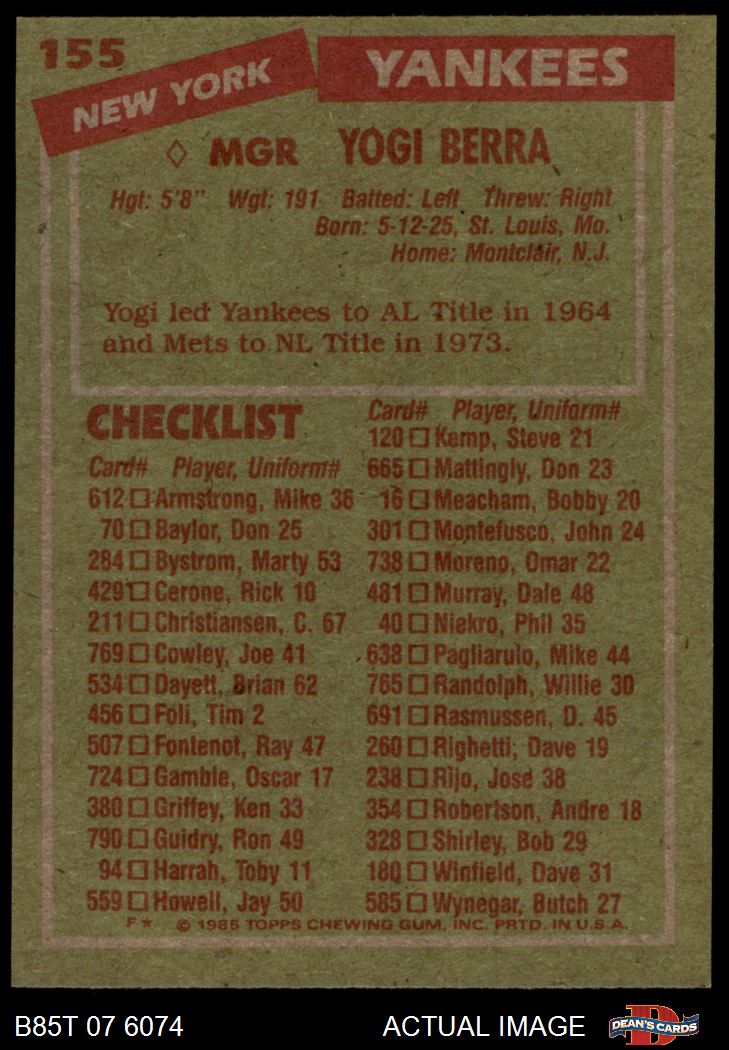 155
NEW YORK YANKEES
MGR YOGI BERRA
Hgt: 5'8" Wgt: 191 Batted: Left Threw: Right
Born: 5-12-25, St. Louis, Mo.
Home: Montclair, N.J.
Yogi led Yankees to AL Title in 1964
and Mets to NL Title in 1973.
CHECKLIST
Card# Player, Uniform#
612 □ Armstrong, Mike 36
70 □ Baylor, Don 25
284 □ Bystrom, Marty 53
429 □ Cerone, Rick 10
211 □ Christiansen, C. 67
769 □ Cowley, Joe 41
534 □ Dayett, Brian 62
456 □ Foli, Tim 2
507 □ Fontenot, Ray 47
724 □ Gamble, Oscar 17
380 □ Griffey, Ken 33
790 □ Guidry, Ron 49
94 □ Harrah, Toby 11
559 □ Howell, Jay 50
Card# Player, Uniform#
120 □ Kemp, Steve 21
665 □ Mattingly, Don 23
16 □ Meacham, Bobby 20
301 □ Montefusco, John 24
738 □ Moreno, Omar 22
481 □ Murray, Dale 48
40 □ Niekro, Phil 35
638 □ Pagliarulo, Mike 44
765 □ Randolph, Willie 30
691 □ Rasmussen, D. 45
260 □ Righetti, Dave 19
238 □ Rijo, José 38
354 □ Robertson, Andre 18
328 □ Shirley, Bob 29
180 □ Winfield, Dave 31
585 □ Wynegar, Butch 27
F★ © 1985 TOPPS CHEWING GUM, INC. PRTD. IN U.S.A.
B85T 07 6074 ACTUAL IMAGE DEAN'S CARDS